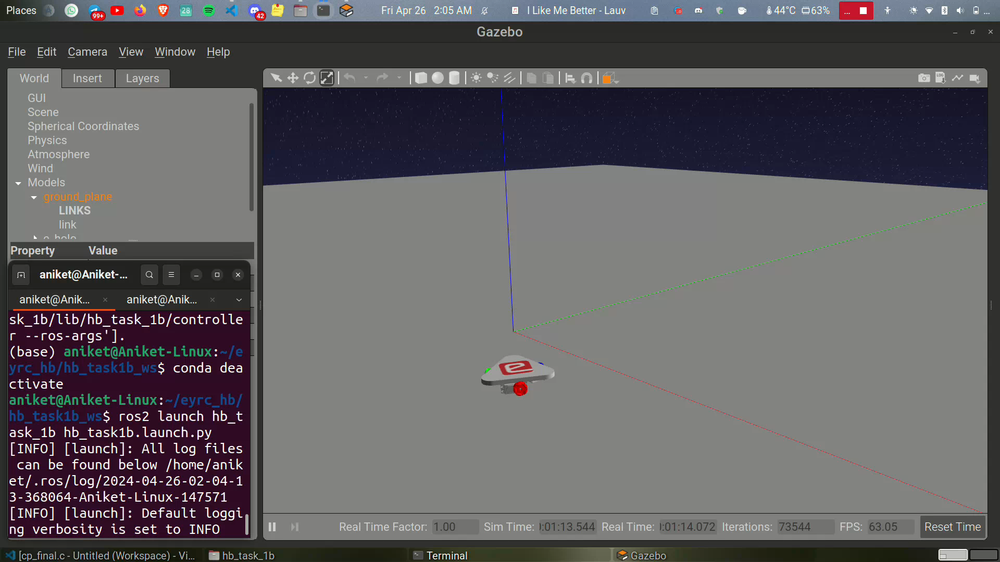 Places
99+
28
42
Fri Apr 26 2:05 AM
I Like Me Better - Lauv
44°C 63%
...
...
Gazebo
File Edit Camera View Window Help
World Insert Layers
LOG
GUI
Scene
Spherical Coordinates
Physics
Atmosphere
Wind
Models
ground_plane
LINKS
link
Property Value
aniket@Aniket-...
aniket@Anik... aniket@Anik...
sk_1b/lib/hb_task_1b/controlle
r --ros-args'].
(base) aniket@Aniket-Linux:~/e
yrc_hb/hb_task1b_ws$ conda dea
ctivate
aniket@Aniket-Linux:~/eyrc_hb/
hb_task1b_ws$ ros2 launch hb_t
ask_1b hb_task1b.launch.py
[INFO] [launch]: All log files
can be found below /home/anik
et/.ros/log/2024-04-26-02-04-1
3-368064-Aniket-Linux-147571
[INFO] [launch]: Default loggi
ng verbosity is set to INFO
e
Real Time Factor: 1.00 Sim Time: :01:13.544 Real Time: :01:14.072 Iterations: 73544 FPS: 63.05 Reset Time
[cp_final.c - Untitled (Workspace) - Vi... hb_task_1b Terminal Gazebo